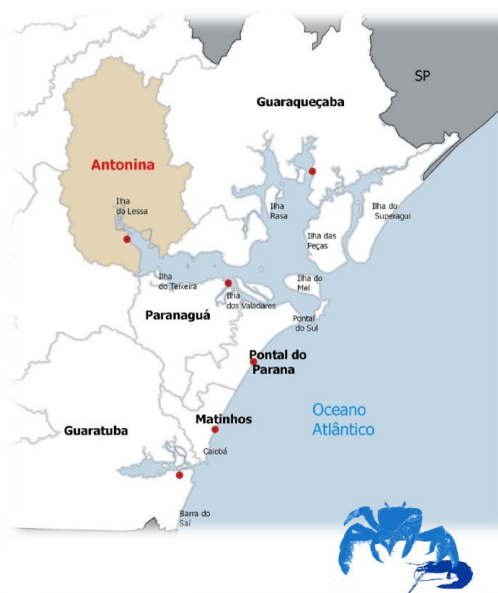 SP
Guaraqueçaba
Antonina
Ilha
do Lessa
Ilha
Rasa
Ilha do
Superagui
Ilha das
Peças
Ilha
do Teixeira
Ilha do
Mel
Ilha
dos Valadares
Paranaguá
Pontal
do Sul
Pontal do
Parana
Matinhos
Oceano
Atlântico
Guaratuba
Caiobá
Barra do
Saí